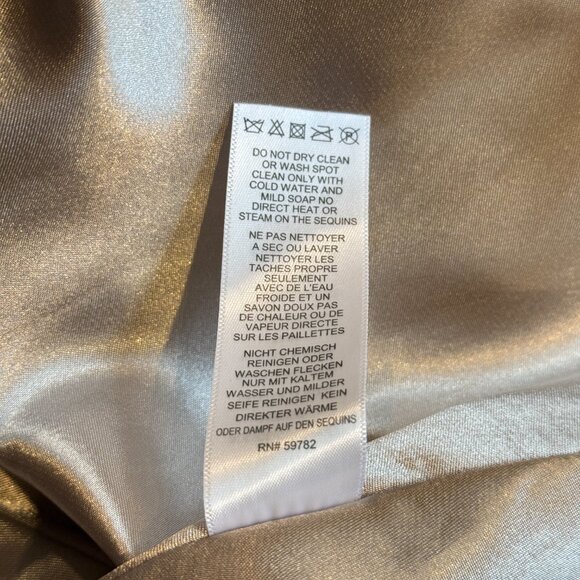 DO NOT DRY CLEAN
OR WASH SPOT
CLEAN ONLY WITH
COLD WATER AND
MILD SOAP NO
DIRECT HEAT OR
STEAM ON THE SEQUINS
NE PAS NETTOYER
A SEC OU LAVER
NETTOYER LES
TACHES PROPRE
SEULEMENT
AVEC DE L'EAU
FROIDE ET UN
SAVON DOUX PAS
DE CHALEUR OU DE
VAPEUR DIRECTE
SUR LES PAILLETTES
NICHT CHEMISCH
REINIGEN ODER
WASCHEN FLECKEN
NUR MIT KALTEM
WASSER UND MILDER
SEIFE REINIGEN KEIN
DIREKTER WÄRME
ODER DAMPF AUF DEN SEQUINS
RN# 59782